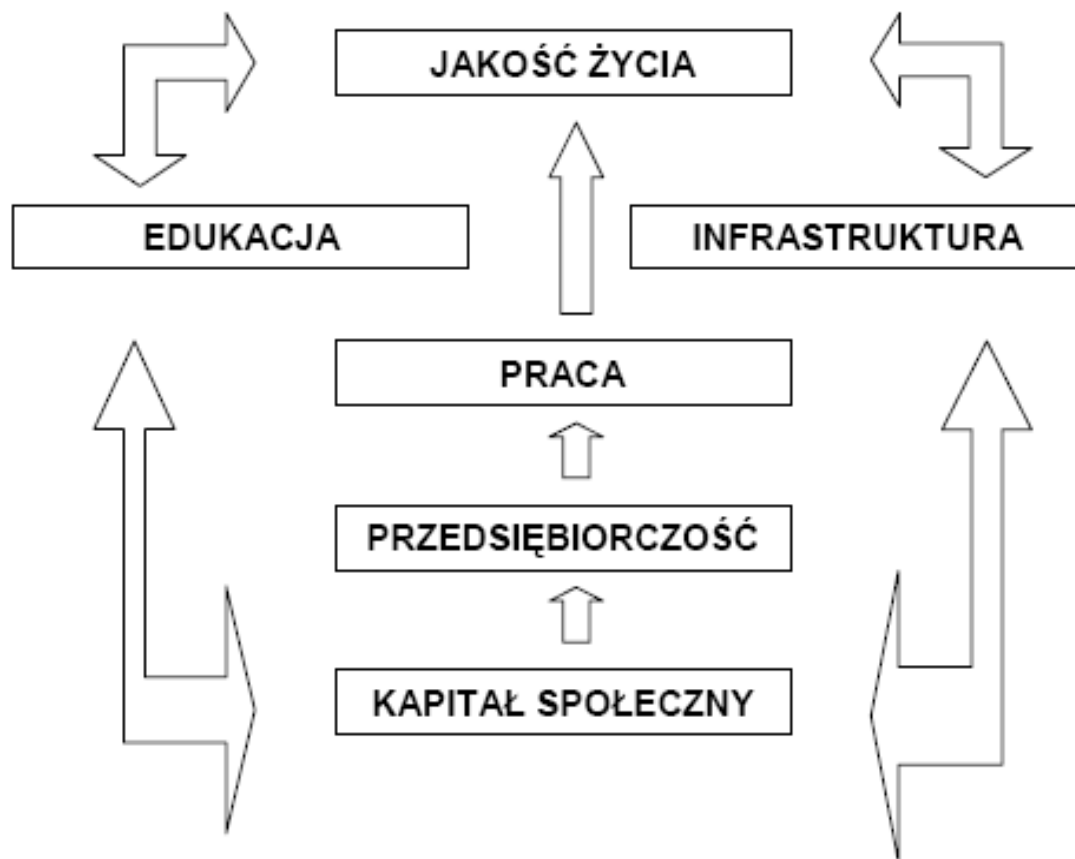 JAKOŚĆ ŻYCIA
EDUKACJA
INFRASTRUKTURA
PRACA
PRZEDSIĘBIORCZOŚĆ
KAPITAŁ SPOŁECZNY